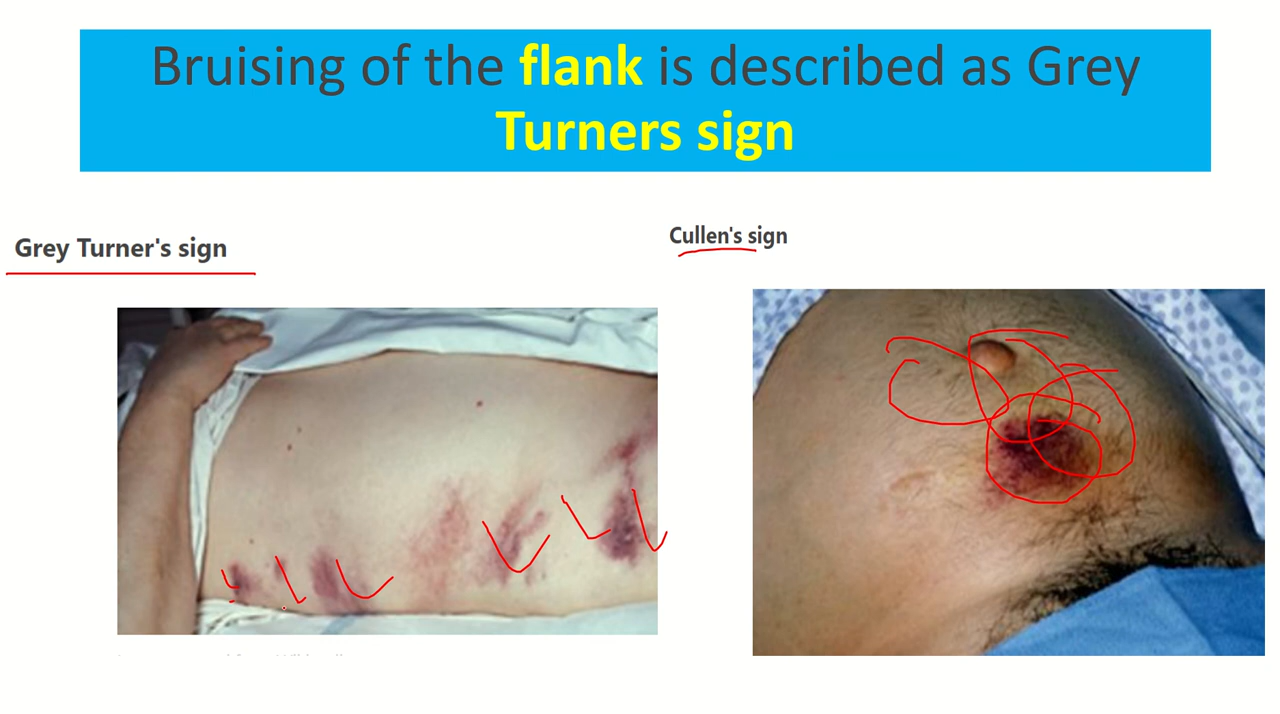 Bruising of the flank is described as Grey
Turners sign
Grey Turner's sign
Cullen's sign